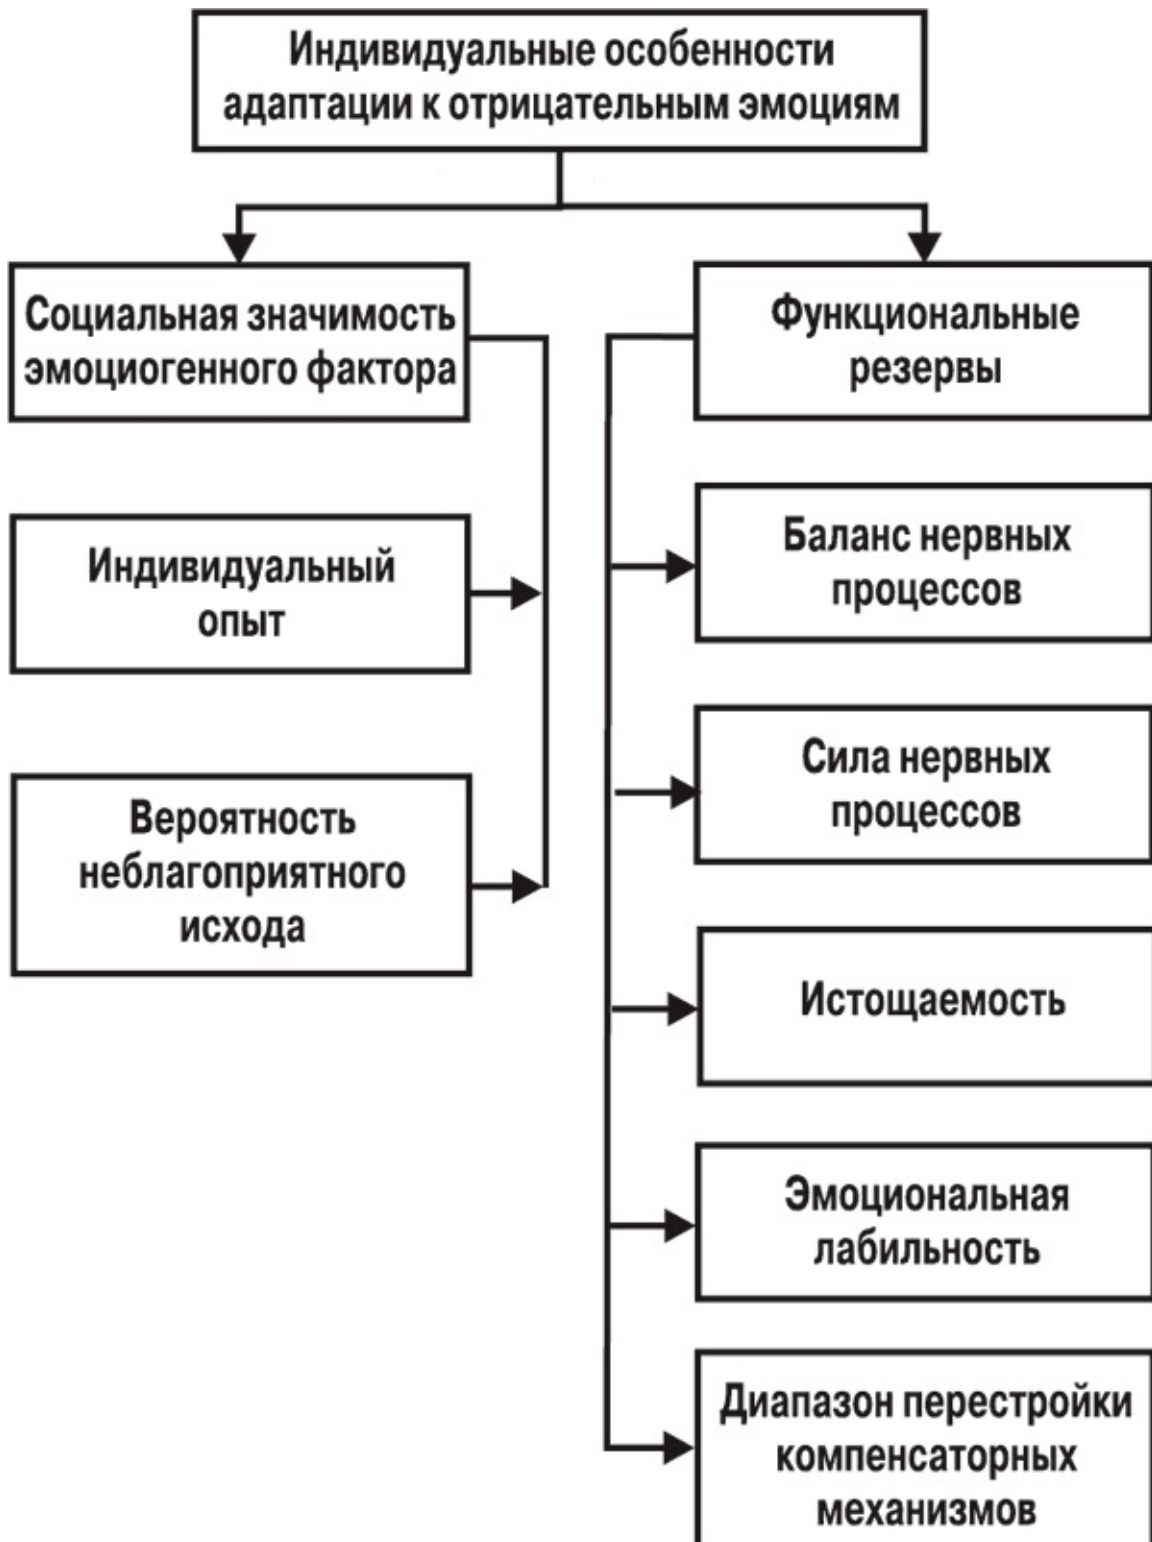 Индивидуальные особенности
адаптации к отрицательным эмоциям
Социальная значимость
эмоциогенного фактора
Индивидуальный
опыт
Вероятность
неблагоприятного
исхода
Функциональные
резервы
Баланс нервных
процессов
Сила нервных
процессов
Истощаемость
Эмоциональная
лабильность
Диапазон перестройки
компенсаторных
механизмов